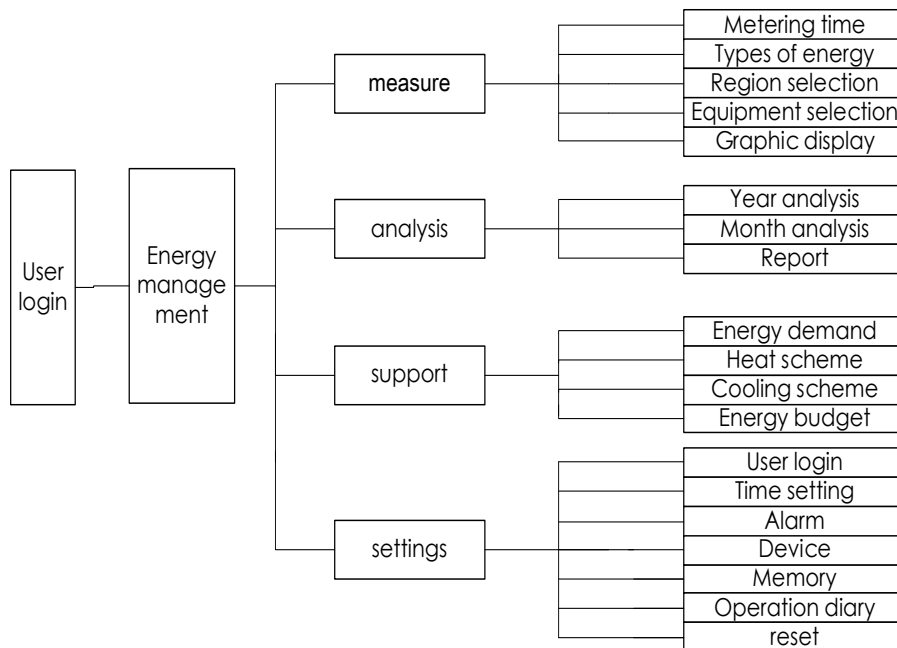 User
login
Energy
manage
ment
measure
Metering time
Types of energy
Region selection
Equipment selection
Graphic display
analysis
Year analysis
Month analysis
Report
support
Energy demand
Heat scheme
Cooling scheme
Energy budget
settings
User login
Time setting
Alarm
Device
Memory
Operation diary
reset